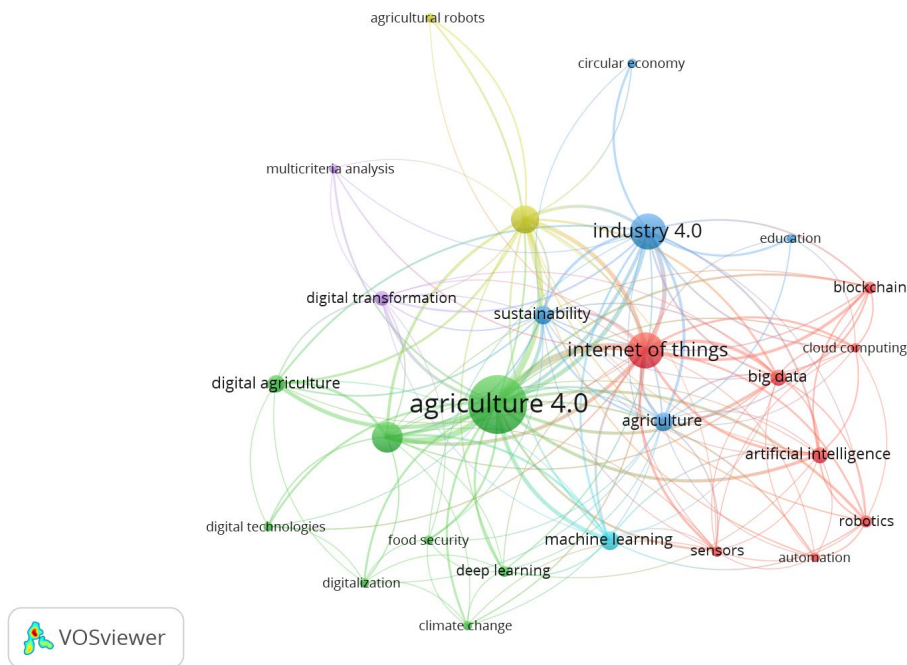 agricultural robots
circular economy
multicriteria analysis
industry 4.0
education
blockchain
digital transformation
sustainability
cloud computing
internet of things
big data
digital agriculture
agriculture 4.0
agriculture
artificial intelligence
robotics
digital technologies
food security
machine learning
sensors
automation
deep learning
digitalization
climate change
VOSviewer